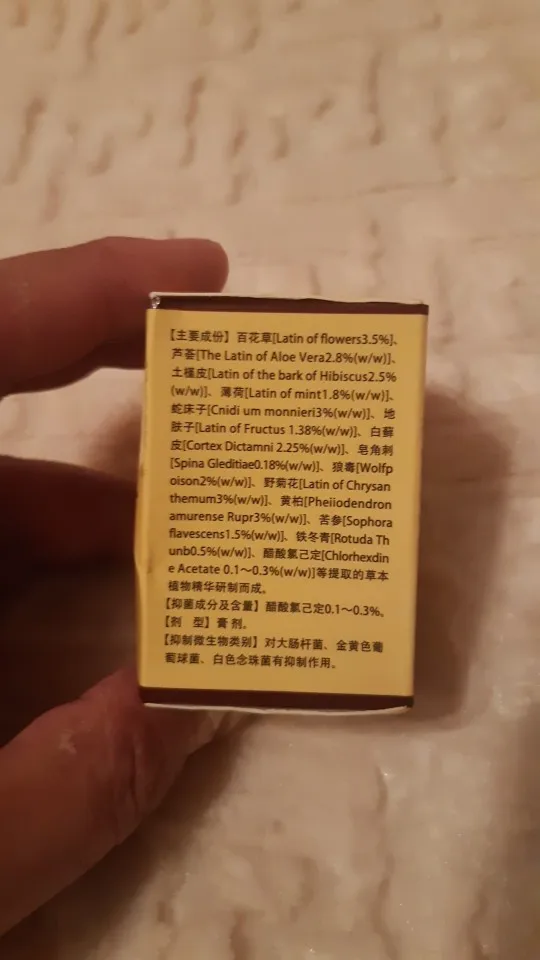 【主要成份】百花草[Latin of flowers3.5%]、
芦荟[The Latin of Aloe Vera2.8%(w/w)]、
土槿皮[Latin of the bark of Hibiscus2.5%
(w/w)]、薄荷[Latin of mint1.8%(w/w)]、
蛇床子[Cnidi um monnieri3%(w/w)]、地
肤子[Latin of Fructus 1.38%(w/w)]、白藓
皮[Cortex Dictamni 2.25%(w/w)]、皂角刺
[Spina Gleditiae0.18%(w/w)]、狼毒[Wolfp
oison2%(w/w)]、野菊花[Latin of Chrysan
themum3%(w/w)]、黄柏[Pheiiodendron
amurense Rupr3%(w/w)]、苦参[Sophora
flavescens1.5%(w/w)]、铁冬青[Rotuda Th
unb0.5%(w/w)]、醋酸氯己定[Chlorhexdin
e Acetate 0.1～0.3%(w/w)]等提取的草本
植物精华研制而成。
【抑菌成分及含量】醋酸氯己定0.1～0.3%。
【剂 型】膏剂。
【抑制微生物类别】对大肠杆菌、金黄色葡
萄球菌、白色念珠菌有抑制作用。